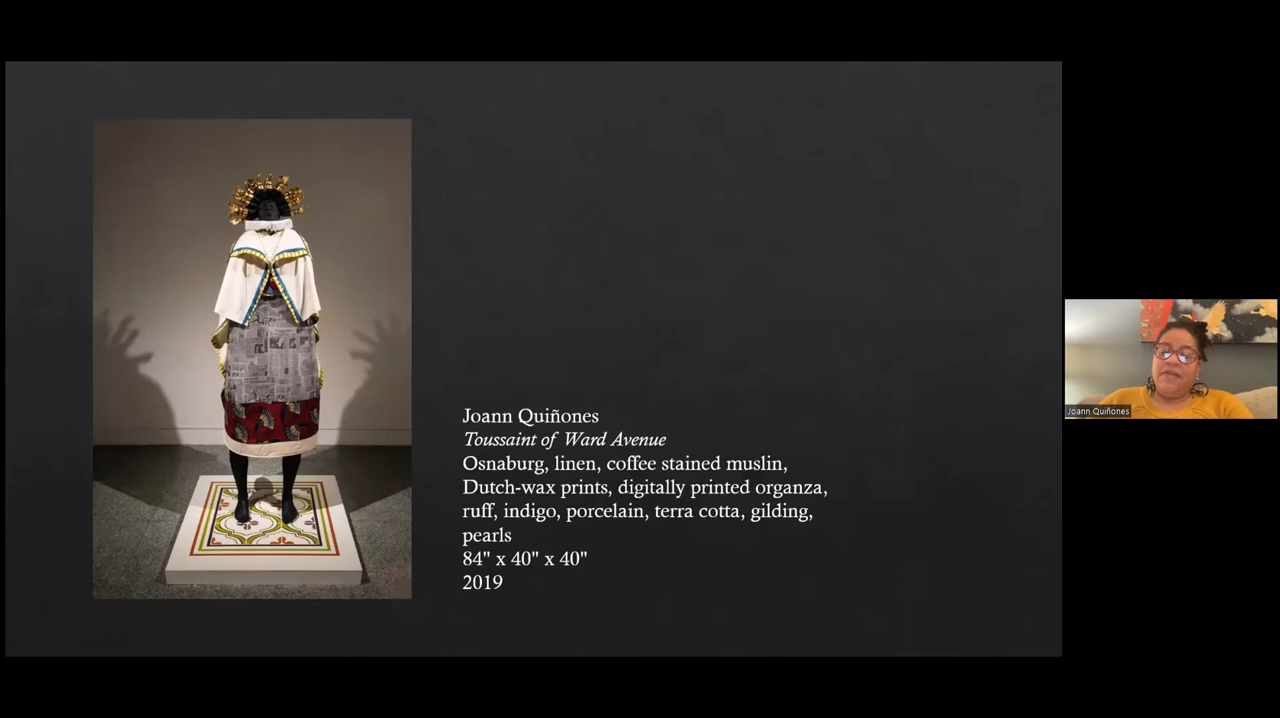 Joann Quiñones
Toussaint of Ward Avenue
Osnaburg, linen, coffee stained muslin,
Dutch-wax prints, digitally printed organza,
ruff, indigo, porcelain, terra cotta, gilding,
pearls
84" x 40" x 40"
2019
Joann Quiñones